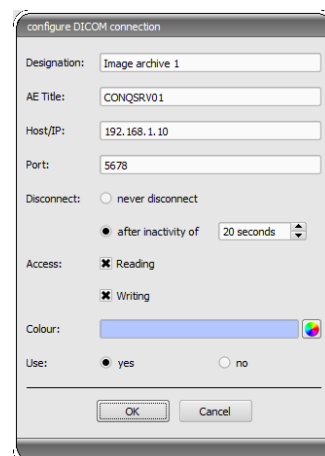 configure DICOM connection
Designation: Image archive 1
AE Title: CONQSRV01
Host/IP: 192.168.1.10
Port: 5678
Disconnect: never disconnect
after inactivity of 20 seconds
Access: Reading
Writing
Colour:
Use: yes no
OK Cancel